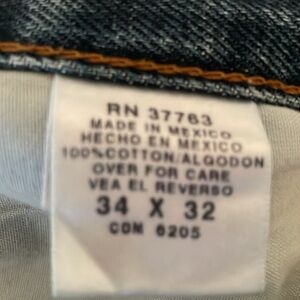 RN 37763
MADE IN MEXICO
HECHO EN MEXICO
100%COTTON/ALGODON
OVER FOR CARE
VEA EL REVERSO
34 X 32
COM 6205